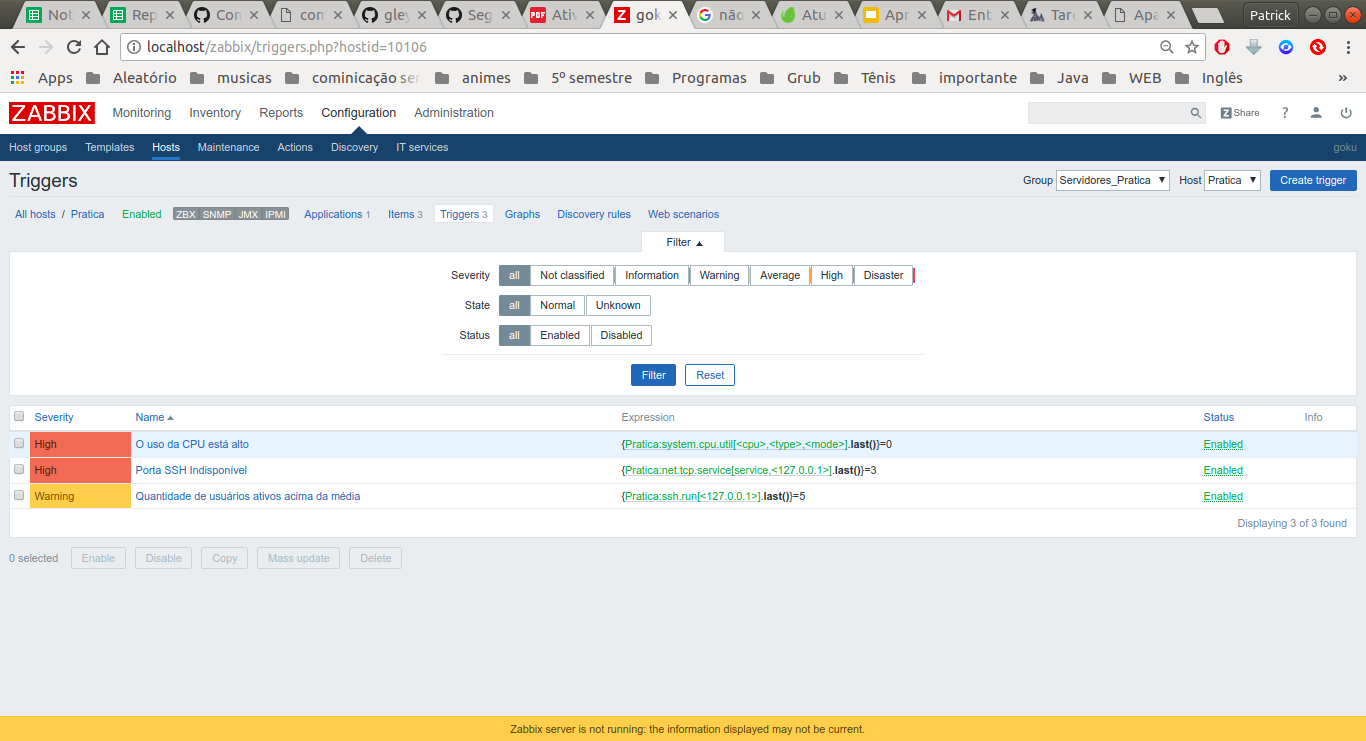 Not Rep Con com gley Seg Ativ gok não Atu Apr Ent Tare Apa Patrick
localhost/zabbix/triggers.php?hostid=10106
Apps Aleatório musicas cominicação ser animes 5º semestre Programas Grub Tênis importante Java WEB Inglês »
ZABBIX Monitoring Inventory Reports Configuration Administration Z Share ?
Host groups Templates Hosts Maintenance Actions Discovery IT services goku
Triggers Group Servidores_Pratica Host Pratica Create trigger
All hosts / Pratica Enabled ZBX SNMP JMX IPMI Applications 1 Items 3 Triggers 3 Graphs Discovery rules Web scenarios
Filter
Severity all Not classified Information Warning Average High Disaster
State all Normal Unknown
Status all Enabled Disabled
Filter Reset
Severity Name Expression Status Info
High O uso da CPU está alto {Pratica:system.cpu.util[<cpu>,<type>,<mode>].last()}=0 Enabled
High Porta SSH Indisponível {Pratica:net.tcp.service[service,<127.0.0.1>].last()}=3 Enabled
Warning Quantidade de usuários ativos acima da média {Pratica:ssh.run[<127.0.0.1>].last()}=5 Enabled
Displaying 3 of 3 found
0 selected Enable Disable Copy Mass update Delete
Zabbix server is not running: the information displayed may not be current.